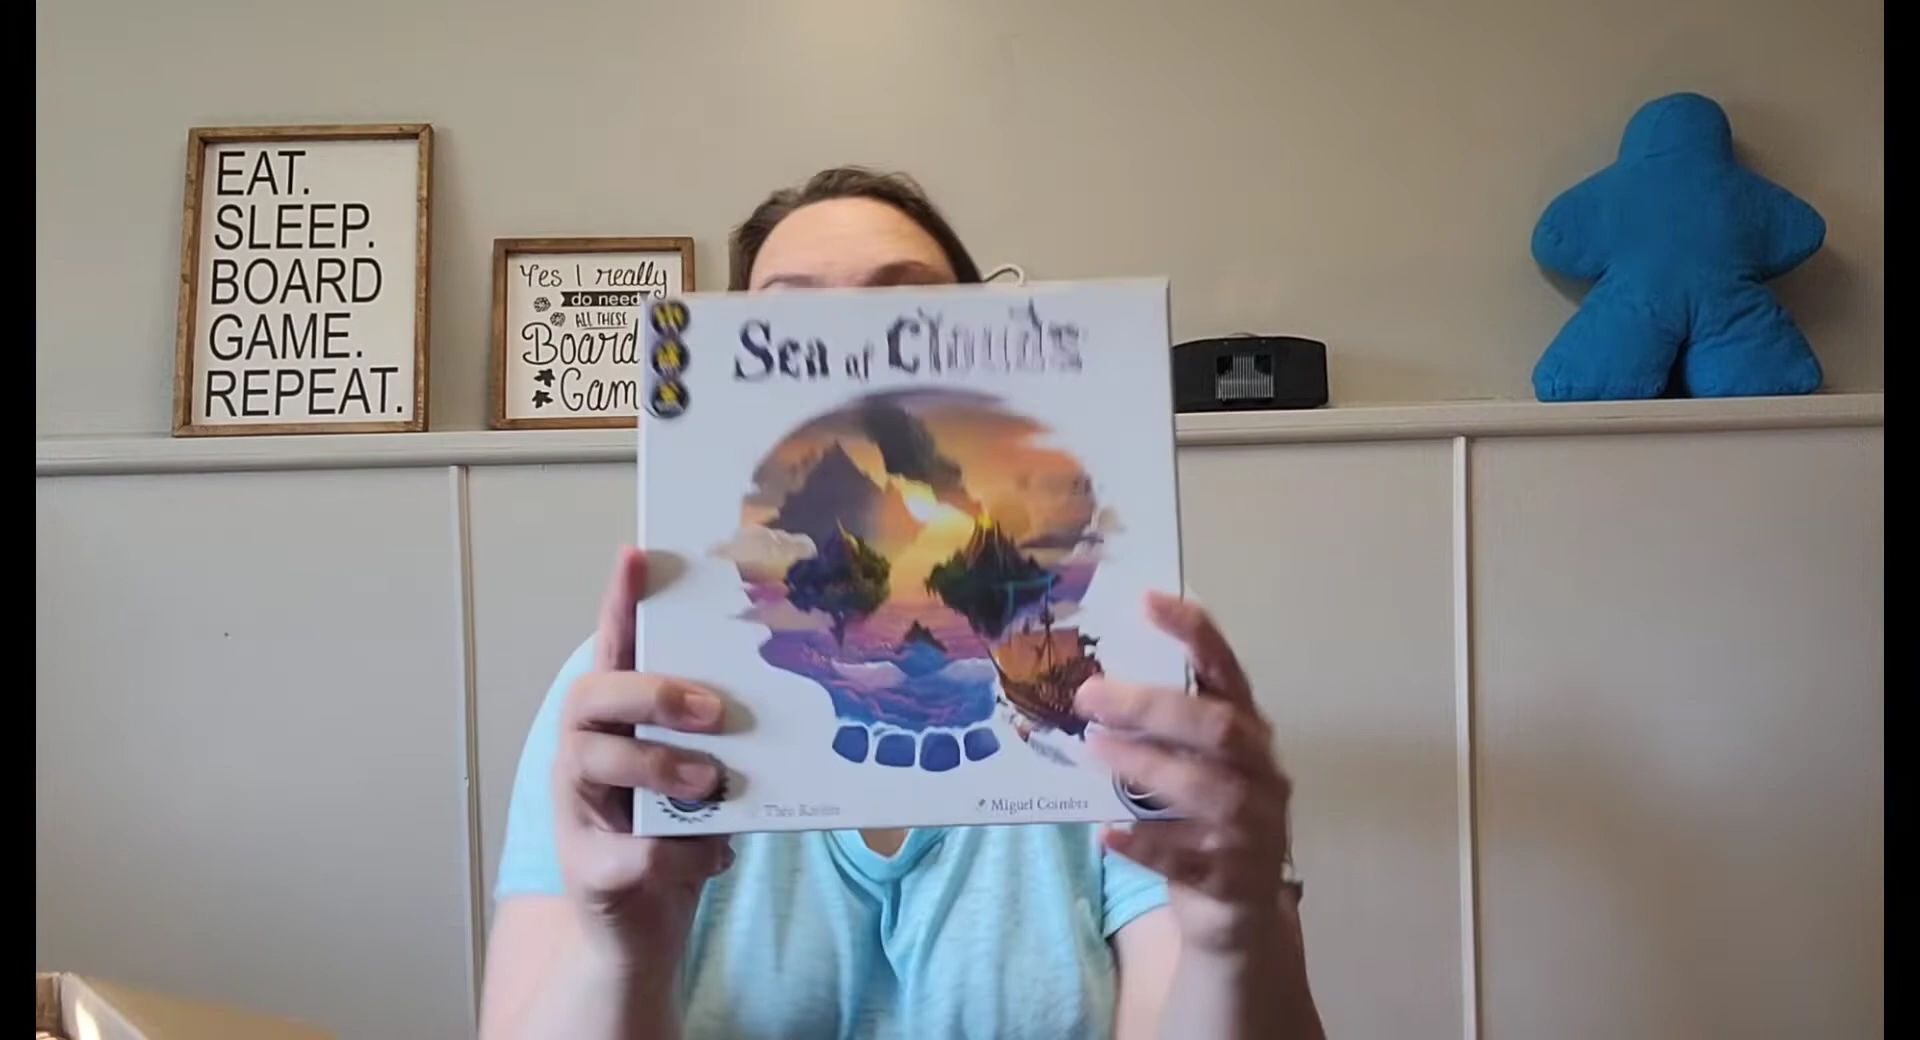 EAT.
SLEEP.
BOARD
GAME.
REPEAT.
Yes I really
do need
ALL THESE
Board
Gam
Sea of Clouds
Miguel Coimbra